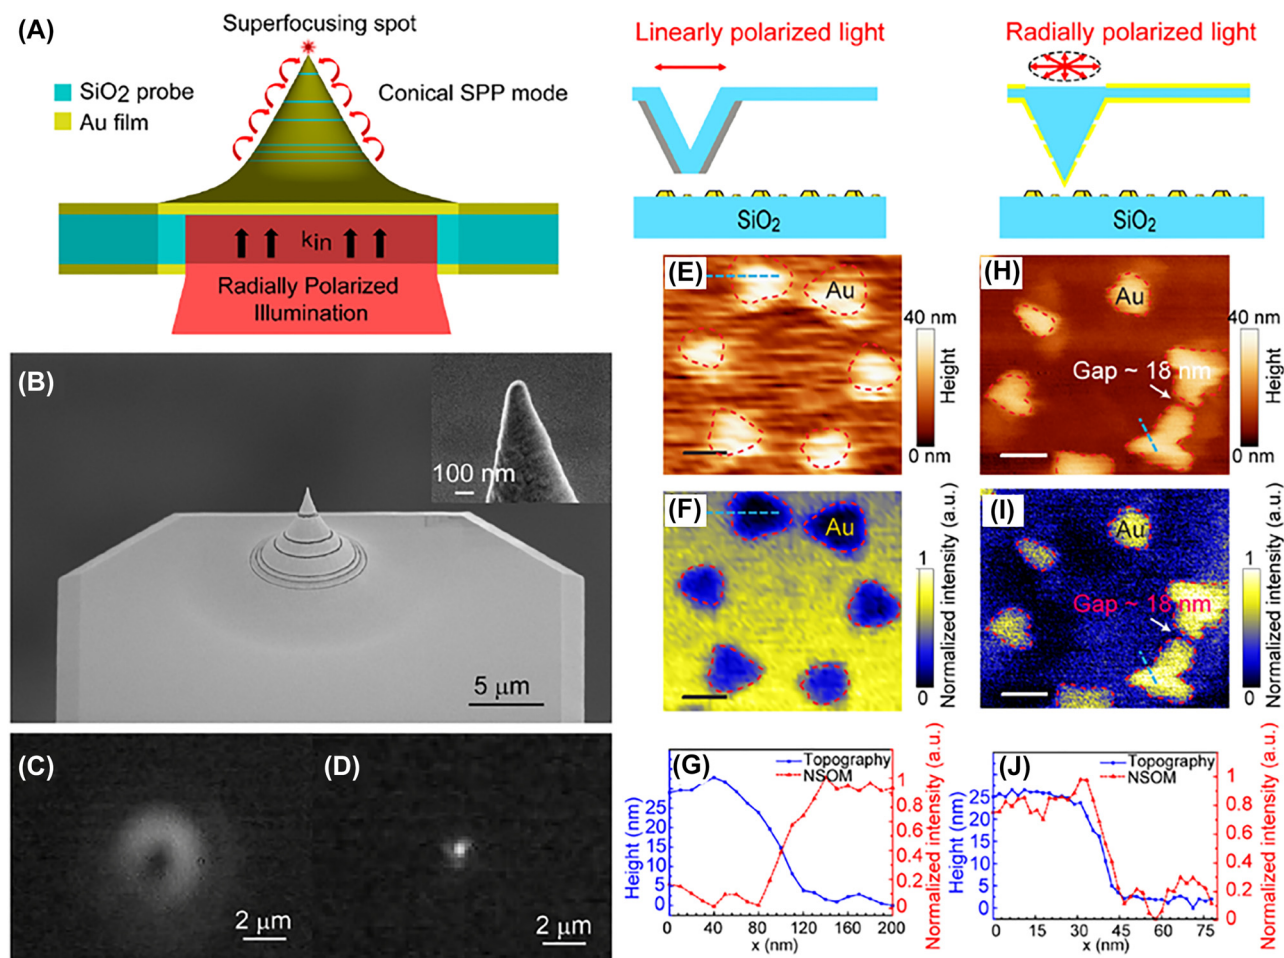 (A)
Superfocusing spot
SiO2 probe
Au film
Conical SPP mode
kin
Radially Polarized
Illumination
(B)
100 nm
5 μm
(C)
2 μm
(D)
2 μm
Linearly polarized light
SiO2
Radially polarized light
SiO2
(E)
Au
40 nm
Height
0 nm
(F)
Au
1
Normalized intensity (a.u.)
0
(G)
Topography
NSOM
Height (nm)
25
20
15
10
5
0
0 40 80 120 160 200
x (nm)
1
0.8
0.6
0.4
0.2
0
Normalized intensity (a.u.)
(H)
Au
Gap ~ 18 nm
40 nm
Height
0 nm
(I)
Au
Gap ~ 18 nm
1
Normalized intensity (a.u.)
0
(J)
Topography
NSOM
Height (nm)
25
20
15
10
5
0
0 15 30 45 60 75
x (nm)
1
0.8
0.6
0.4
0.2
0
Normalized intensity (a.u.)